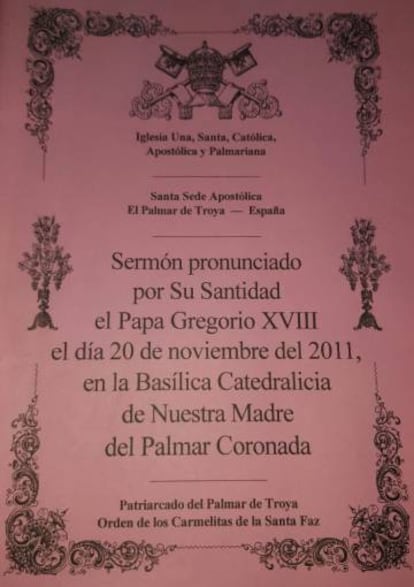 Iglesia Una, Santa, Católica,
Apostólica y Palmariana
Santa Sede Apostólica
El Palmar de Troya — España
Sermón pronunciado
por Su Santidad
el Papa Gregorio XVIII
el día 20 de noviembre del 2011,
en la Basílica Catedralicia
de Nuestra Madre
del Palmar Coronada
Patriarcado del Palmar de Troya
Orden de los Carmelitas de la Santa Faz